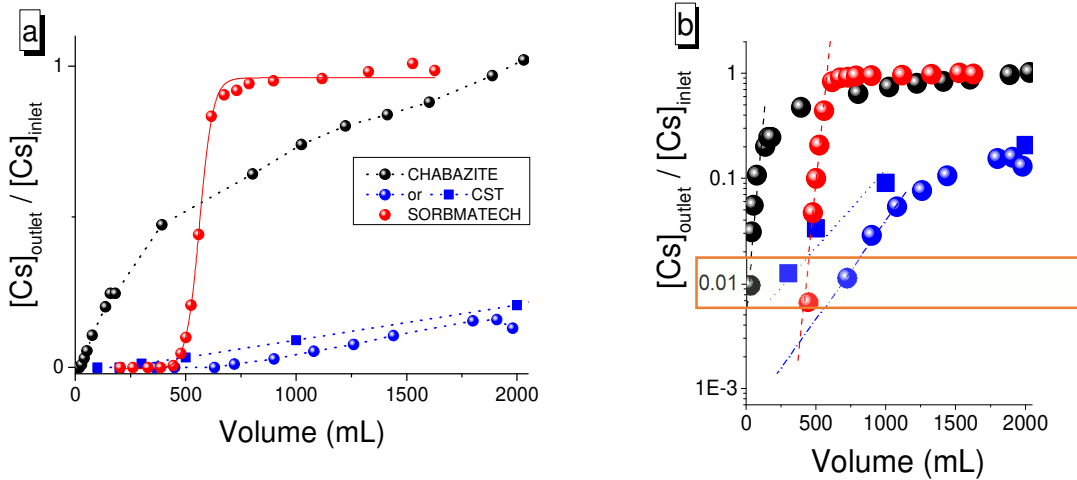 a
[Cs]outlet / [Cs]inlet
1
0
CHABAZITE
or CST
SORBMATECH
0 500 1000 1500 2000
Volume (mL)
b
[Cs]outlet / [Cs]inlet
1
0.1
0.01
1E-3
0 500 1000 1500 2000
Volume (mL)